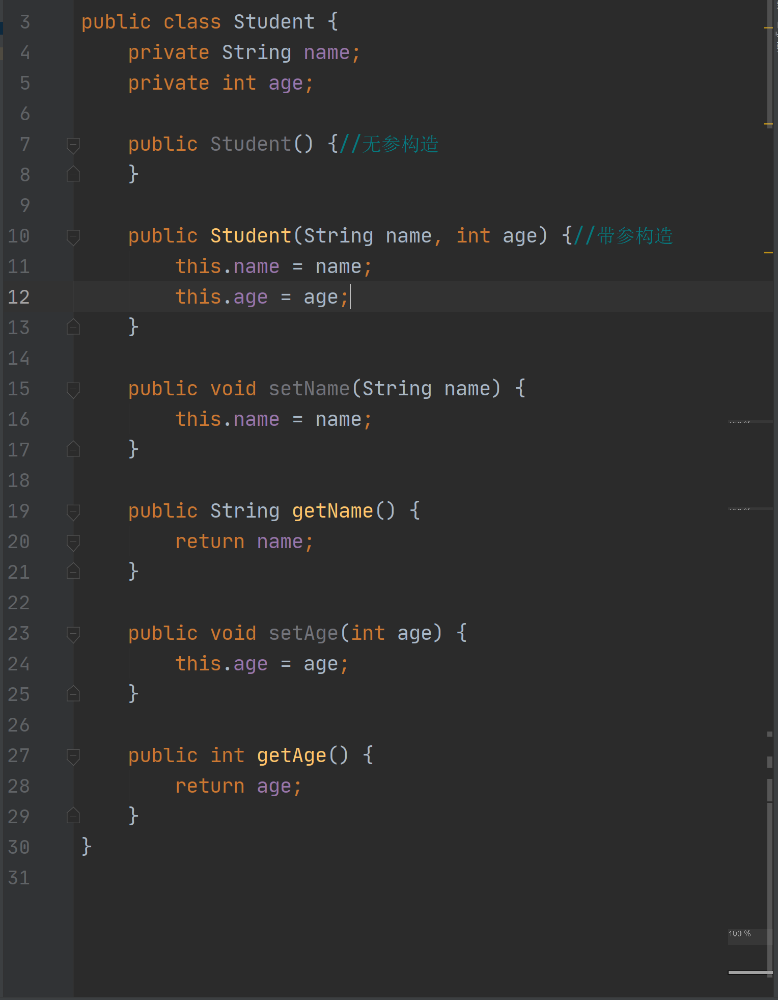 3 public class Student {
4 private String name;
5 private int age;
6
7 public Student() {//无参构造
8 }
9
10 public Student(String name, int age) {//带参构造
11 this.name = name;
12 this.age = age;
13 }
14
15 public void setName(String name) {
16 this.name = name;
17 }
18
19 public String getName() {
20 return name;
21 }
22
23 public void setAge(int age) {
24 this.age = age;
25 }
26
27 public int getAge() {
28 return age;
29 }
30 }
31
100 %